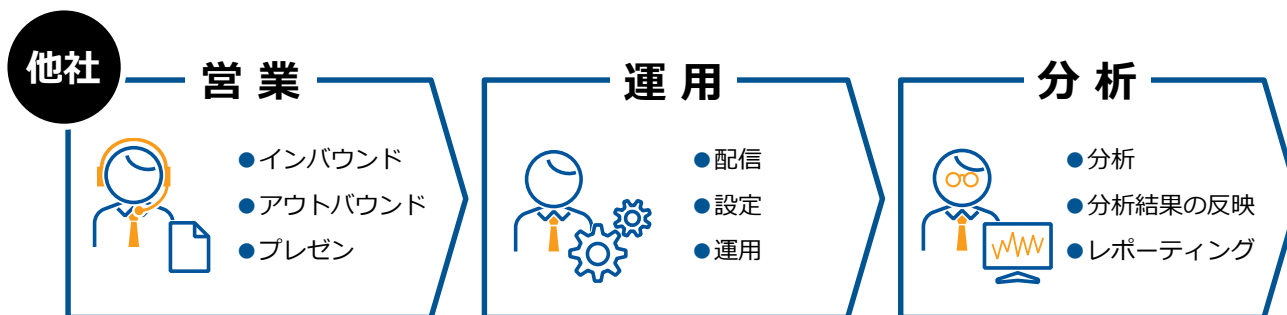 他社
営業
インバウンド
アウトバウンド
プレゼン
運用
配信
設定
運用
分析
分析
分析結果の反映
レポーティング